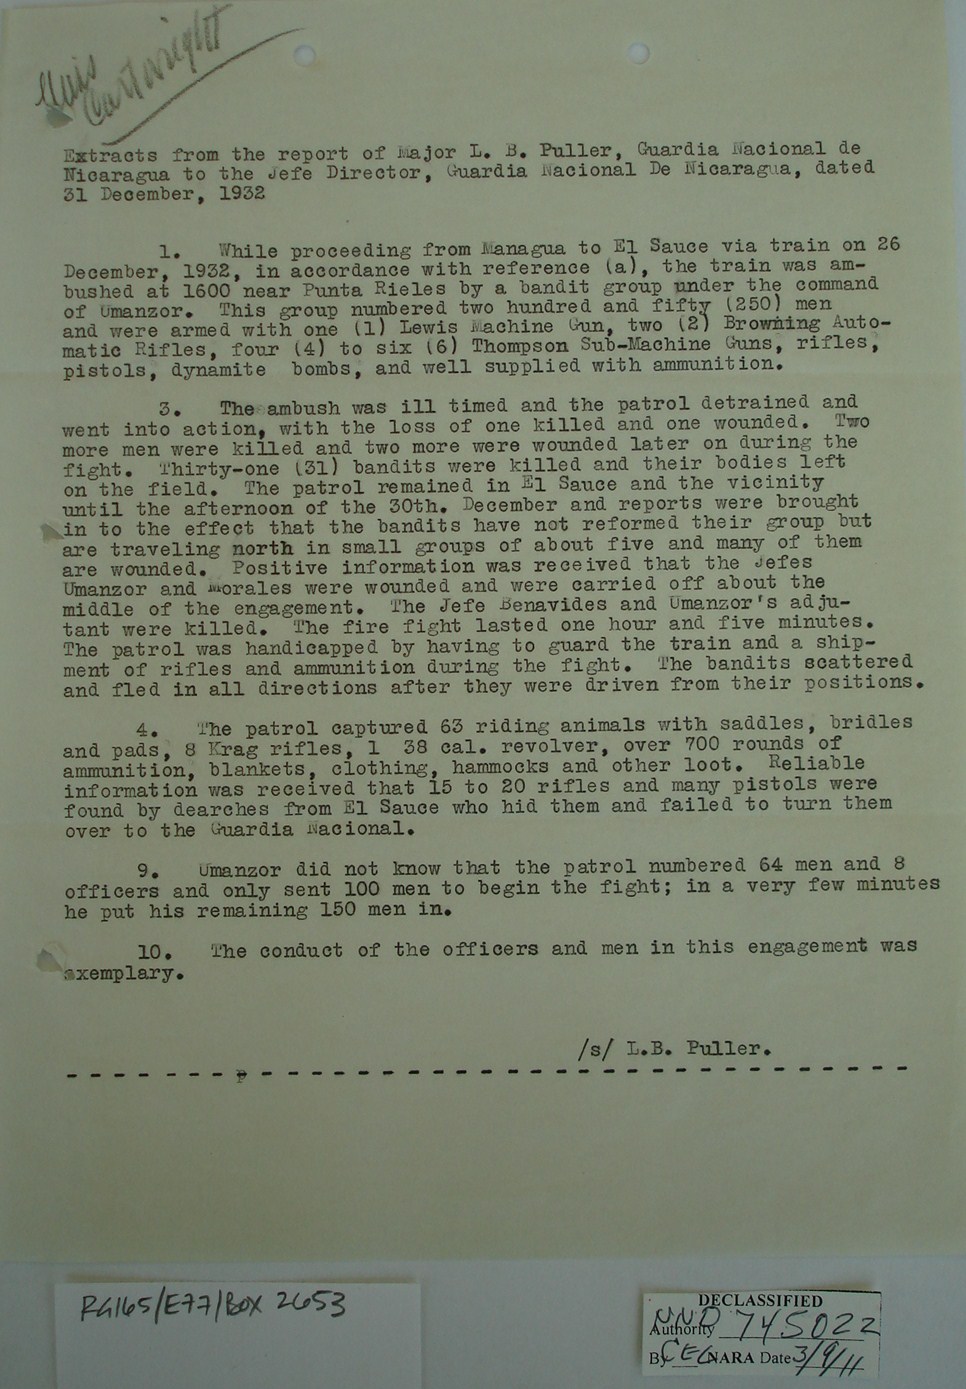 Cartwright
Extracts from the report of Major L. B. Puller, Guardia Nacional de
Nicaragua to the Jefe Director, Guardia Nacional De Nicaragua, dated
31 December, 1932
1. While proceeding from Managua to El Sauce via train on 26
December, 1932, in accordance with reference (a), the train was am-
bushed at 1600 near Punta Rieles by a bandit group under the command
of Umanzor. This group numbered two hundred and fifty (250) men
and were armed with one (1) Lewis Machine Gun, two (2) Browning Auto-
matic Rifles, four (4) to six (6) Thompson Sub-Machine Guns, rifles,
pistols, dynamite bombs, and well supplied with ammunition.
3. The ambush was ill timed and the patrol detrained and
went into action, with the loss of one killed and one wounded. Two
more men were killed and two more were wounded later on during the
fight. Thirty-one (31) bandits were killed and their bodies left
on the field. The patrol remained in El Sauce and the vicinity
until the afternoon of the 30th. December and reports were brought
in to the effect that the bandits have not reformed their group but
are traveling north in small groups of about five and many of them
are wounded. Positive information was received that the Jefes
Umanzor and Morales were wounded and were carried off about the
middle of the engagement. The Jefe Benavides and Umanzor's adju-
tant were killed. The fire fight lasted one hour and five minutes.
The patrol was handicapped by having to guard the train and a ship-
ment of rifles and ammunition during the fight. The bandits scattered
and fled in all directions after they were driven from their positions.
4. The patrol captured 63 riding animals with saddles, bridles
and pads, 8 Krag rifles, 1 38 cal. revolver, over 700 rounds of
ammunition, blankets, clothing, hammocks and other loot. Reliable
information was received that 15 to 20 rifles and many pistols were
found by dearches from El Sauce who hid them and failed to turn them
over to the Guardia Nacional.
9. Umanzor did not know that the patrol numbered 64 men and 8
officers and only sent 100 men to begin the fight; in a very few minutes
he put his remaining 150 men in.
10. The conduct of the officers and men in this engagement was
exemplary.
/s/ L.B. Puller.
- - - - - - - p - - - - - - - - - - - - - - - - - - - - - - - - - - - -
RG165/E77/BOX 2653
DECLASSIFIED
Authority NND 745022
By CEG NARA Date 3/9/11